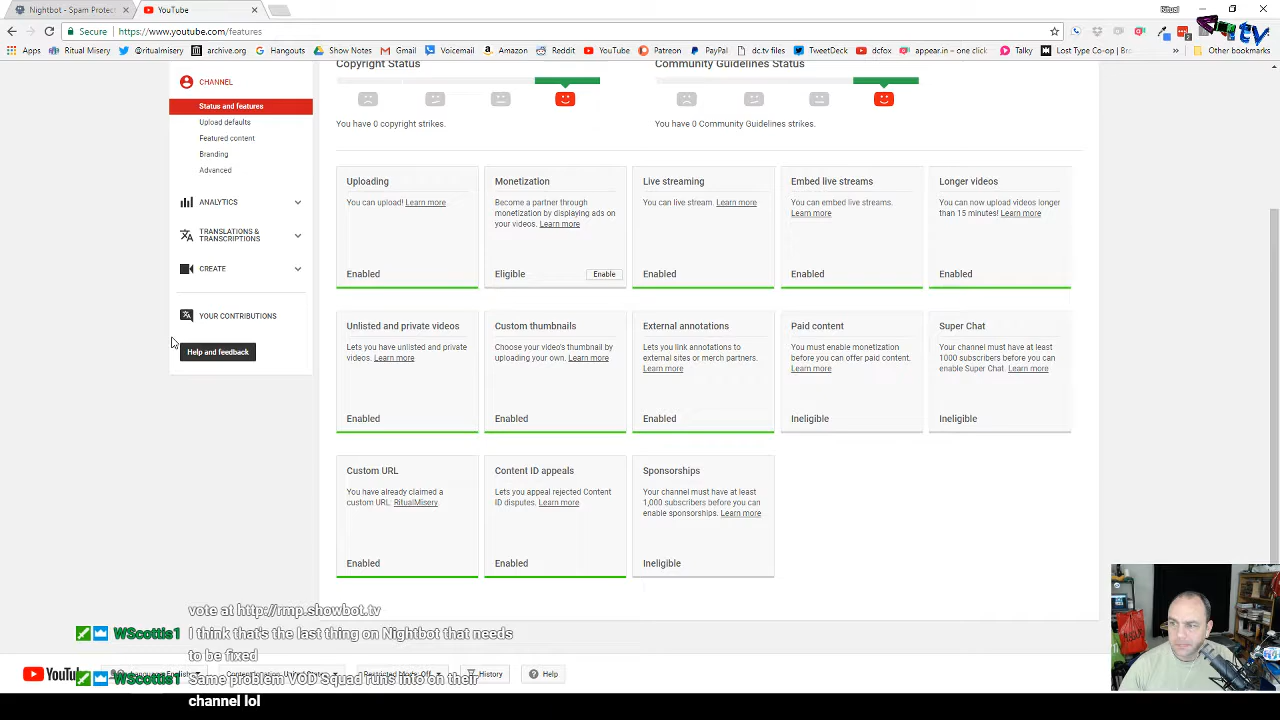 Nightbot - Spam Protect
YouTube
Ritual
Secure
https://www.youtube.com/features
Apps
Ritual Misery
@ritualmisery
archive.org
Hangouts
Show Notes
Gmail
Voicemail
Amazon
Reddit
YouTube
Patreon
PayPal
dctv files
TweetDeck
dcfox
appear.in – one click
Talky
Lost Type Co-op | Br
Other bookmarks
tv
CHANNEL
Status and features
Upload defaults
Featured content
Branding
Advanced
ANALYTICS
TRANSLATIONS &
TRANSCRIPTIONS
CREATE
YOUR CONTRIBUTIONS
Help and feedback
Copyright Status
You have 0 copyright strikes.
Community Guidelines Status
You have 0 Community Guidelines strikes.
Uploading
You can upload! Learn more
Enabled
Monetization
Become a partner through
monetization by displaying ads on
your videos. Learn more
Eligible
Enable
Live streaming
You can live stream. Learn more
Enabled
Embed live streams
You can embed live streams.
Learn more
Enabled
Longer videos
You can now upload videos longer
than 15 minutes! Learn more
Enabled
Unlisted and private videos
Lets you have unlisted and private
videos. Learn more
Enabled
Custom thumbnails
Choose your video's thumbnail by
uploading your own. Learn more
Enabled
External annotations
Lets you link annotations to
external sites or merch partners.
Learn more
Enabled
Paid content
You must enable monetization
before you can offer paid content.
Learn more
Ineligible
Super Chat
Your channel must have at least
1000 subscribers before you can
enable Super Chat. Learn more
Ineligible
Custom URL
You have already claimed a
custom URL. RitualMisery.
Enabled
Content ID appeals
Lets you appeal rejected Content
ID disputes. Learn more
Enabled
Sponsorships
Your channel must have at least
1,000 subscribers before you can
enable sponsorships. Learn more
Ineligible
vote at http://rmp.showbot.tv
WScottis1 I think that's the last thing on Nightbot that needs
to be fixed
WScottis1 Same problem VOD Squad runs into on their
channel lol
History
Help